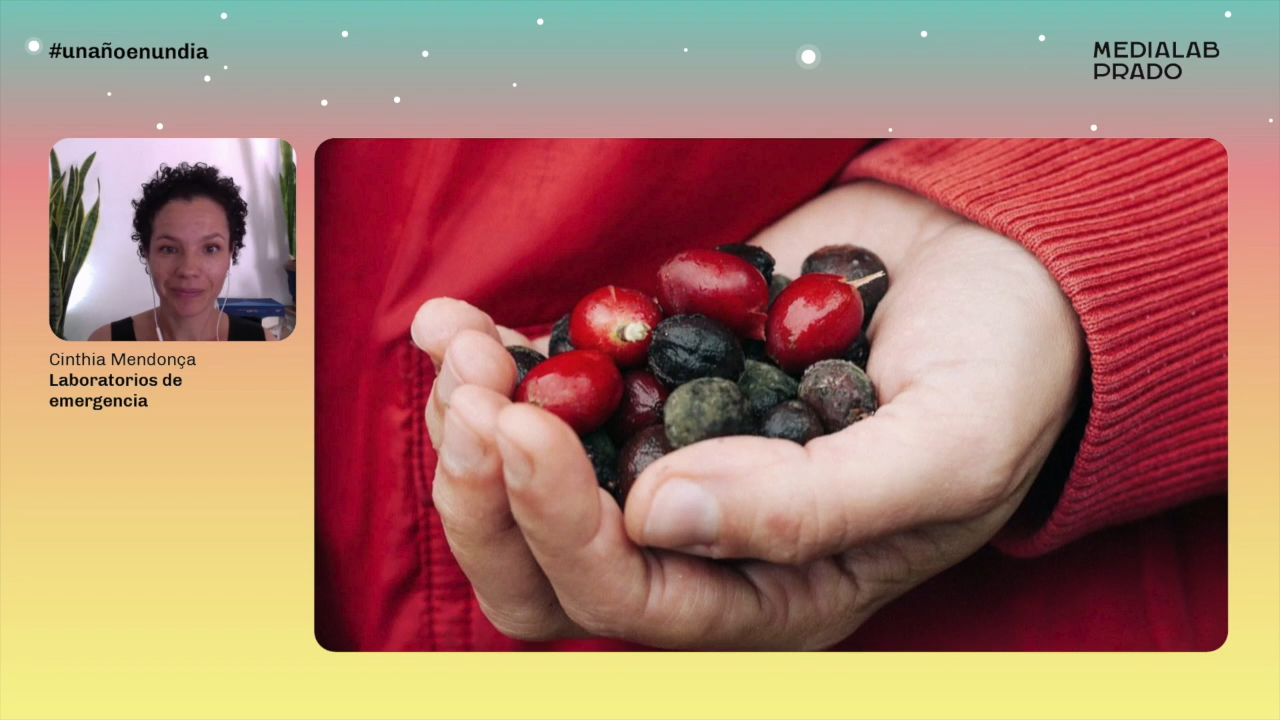 #unañoenundia
MEDIALAB
PRADO
Cinthia Mendonça
Laboratorios de
emergencia